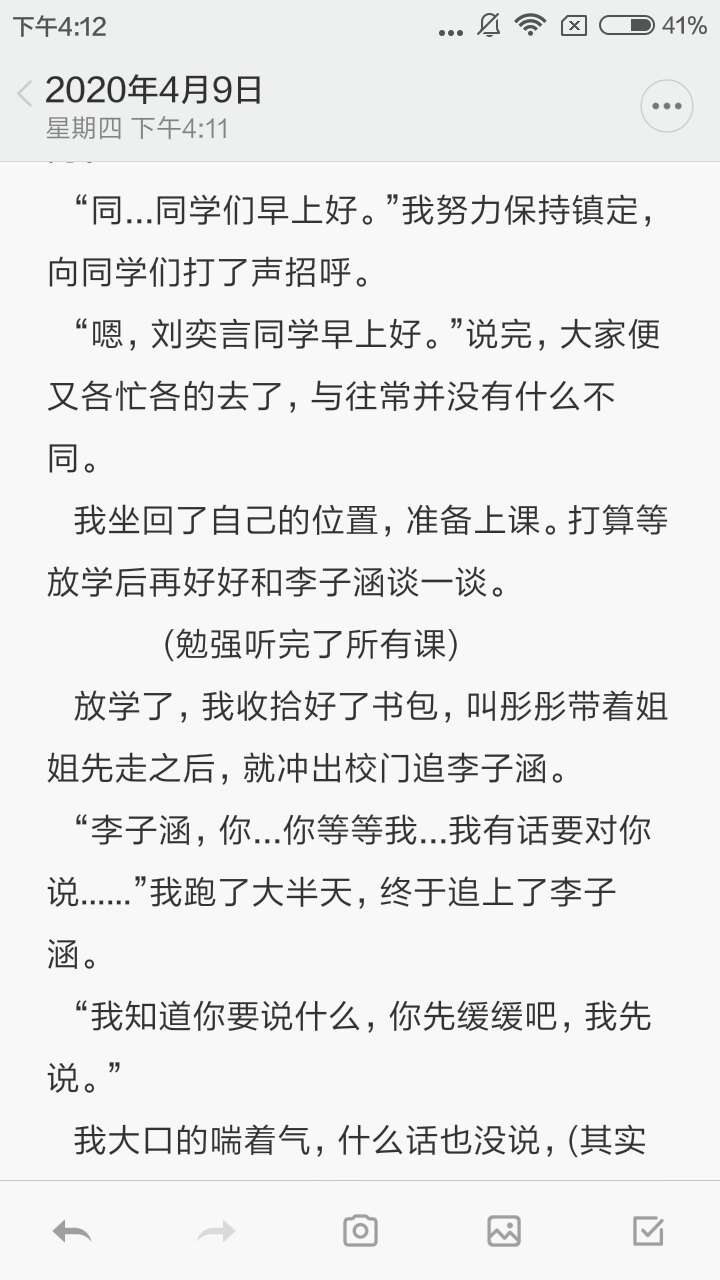 下午4:12
41%
2020年4月9日
星期四 下午4:11
“同...同学们早上好。”我努力保持镇定，
向同学们打了声招呼。
“嗯，刘奕言同学早上好。”说完，大家便
又各忙各的去了，与往常并没有什么不
同。
我坐回了自己的位置，准备上课。打算等
放学后再好好和李子涵谈一谈。
（勉强听完了所有课）
放学了，我收拾好了书包，叫彤彤带着姐
姐先走之后，就冲出校门追李子涵。
“李子涵，你...你等等我...我有话要对你
说......”我跑了大半天，终于追上了李子
涵。
“我知道你要说什么，你先缓缓吧，我先
说。”
我大口的喘着气，什么话也没说，（其实